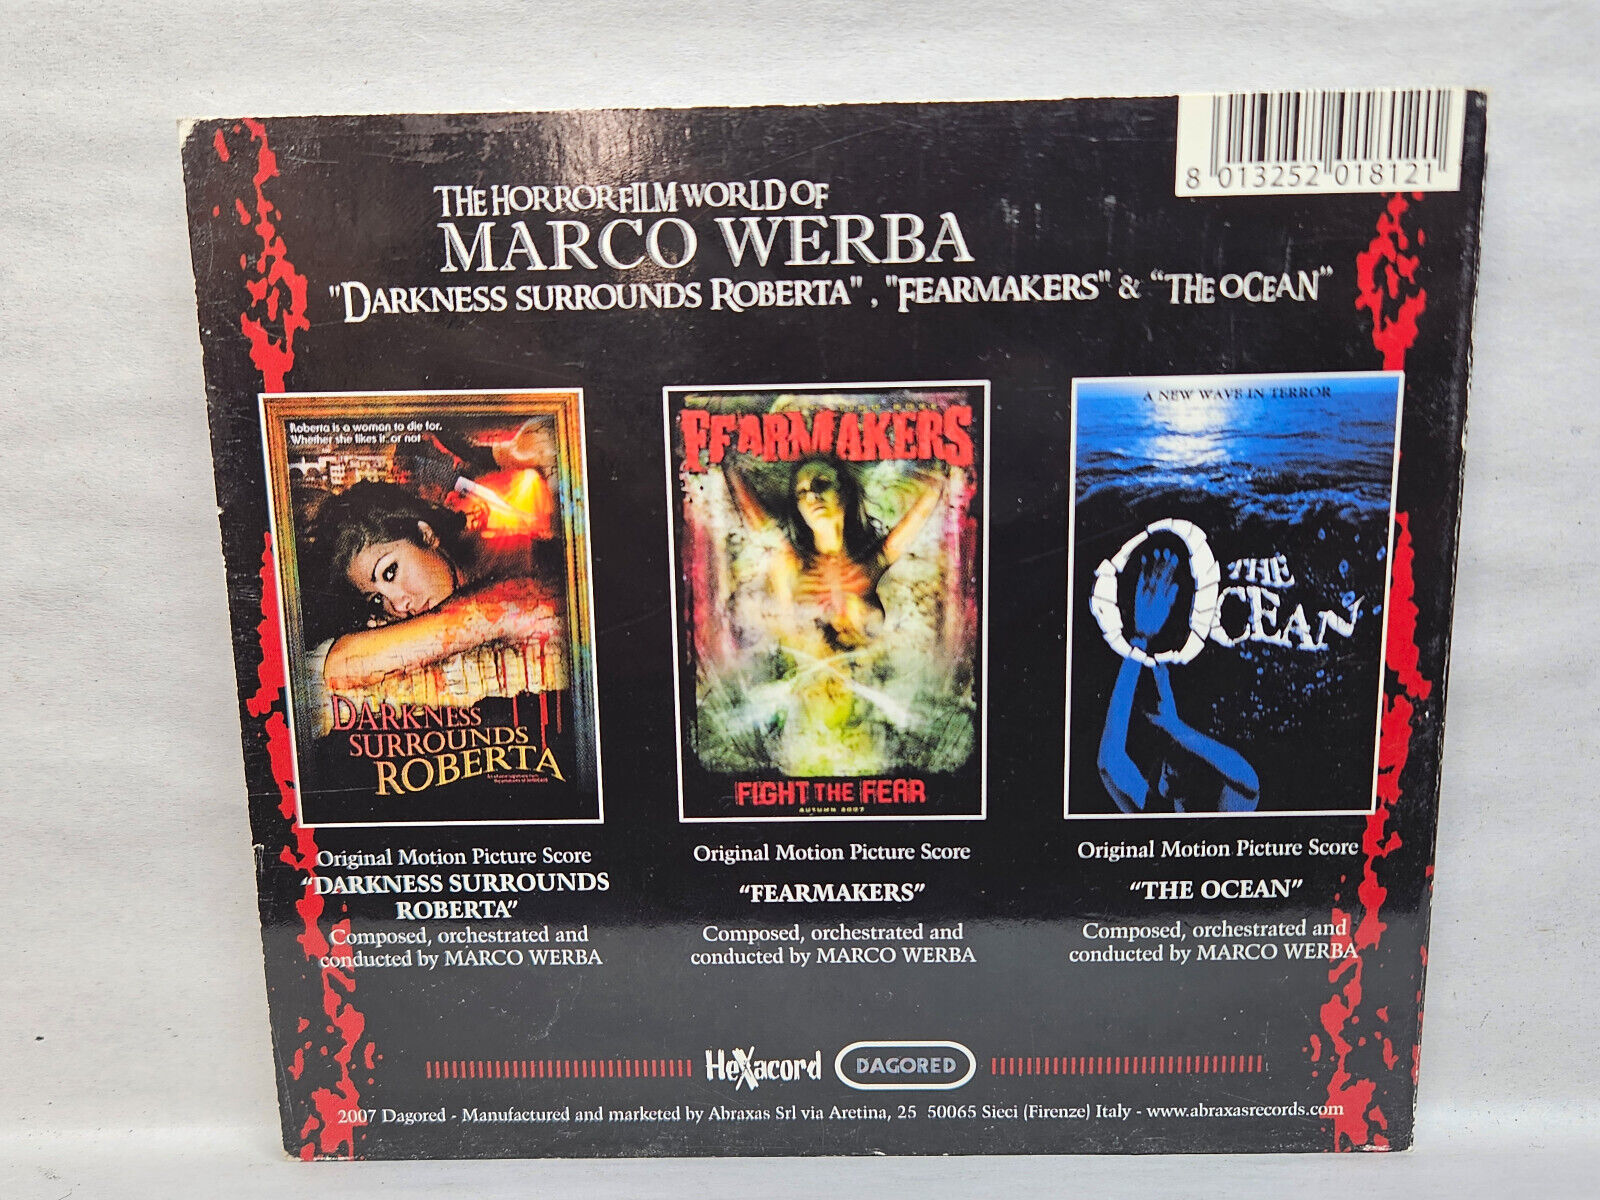 8 013252 018121
THE HORROR FILM WORLD OF
MARCO WERBA
"DARKNESS SURROUNDS ROBERTA", "FEARMAKERS" & “THE OCEAN”
Roberta is a woman to die for.
Whether she likes it, or not
DARKNESS
SURROUNDS
ROBERTA
FEARMAKERS
FIGHT THE FEAR
AUTUMN 2007
A NEW WAVE IN TERROR
THE
OCEAN
Original Motion Picture Score
“DARKNESS SURROUNDS
ROBERTA”
Composed, orchestrated and
conducted by MARCO WERBA
Original Motion Picture Score
“FEARMAKERS”
Composed, orchestrated and
conducted by MARCO WERBA
Original Motion Picture Score
“THE OCEAN”
Composed, orchestrated and
conducted by MARCO WERBA
HeXacord DAGORED
2007 Dagored - Manufactured and marketed by Abraxas Srl via Aretina, 25 50065 Sieci (Firenze) Italy - www.abraxasrecords.com